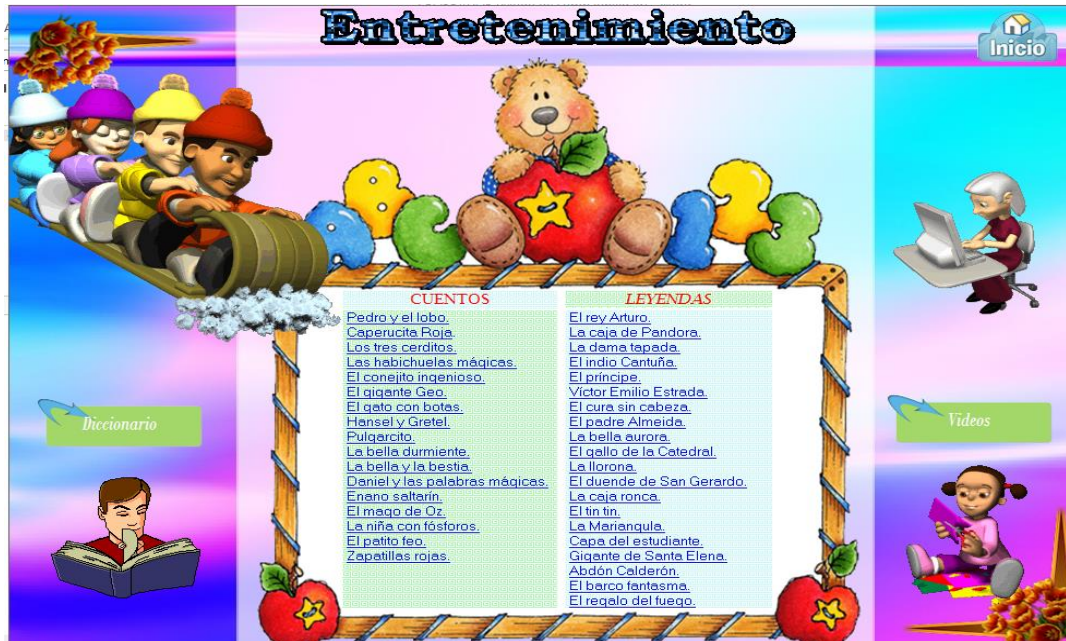 Entretenimiento
Inicio
CUENTOS
Pedro y el lobo.
Caperucita Roja.
Los tres cerditos.
Las habichuelas mágicas.
El conejito ingenioso.
El gigante Geo.
El gato con botas.
Hansel y Gretel.
Pulgarcito.
La bella durmiente.
La bella y la bestia.
Daniel y las palabras mágicas.
Enano saltarín.
El mago de Oz.
La niña con fósforos.
El patito feo.
Zapatillas rojas.
LEYENDAS
El rey Arturo.
La caja de Pandora.
La dama tapada.
El indio Cantuña.
El príncipe.
Víctor Emilio Estrada.
El cura sin cabeza.
El padre Almeida.
La bella aurora.
El gallo de la Catedral.
La llorona.
El duende de San Gerardo.
La caja ronca.
El tin tin.
La Mariangula.
Capa del estudiante.
Gigante de Santa Elena.
Abdón Calderón.
El barco fantasma.
El regalo del fuego.
Diccionario
Videos
ABC
123